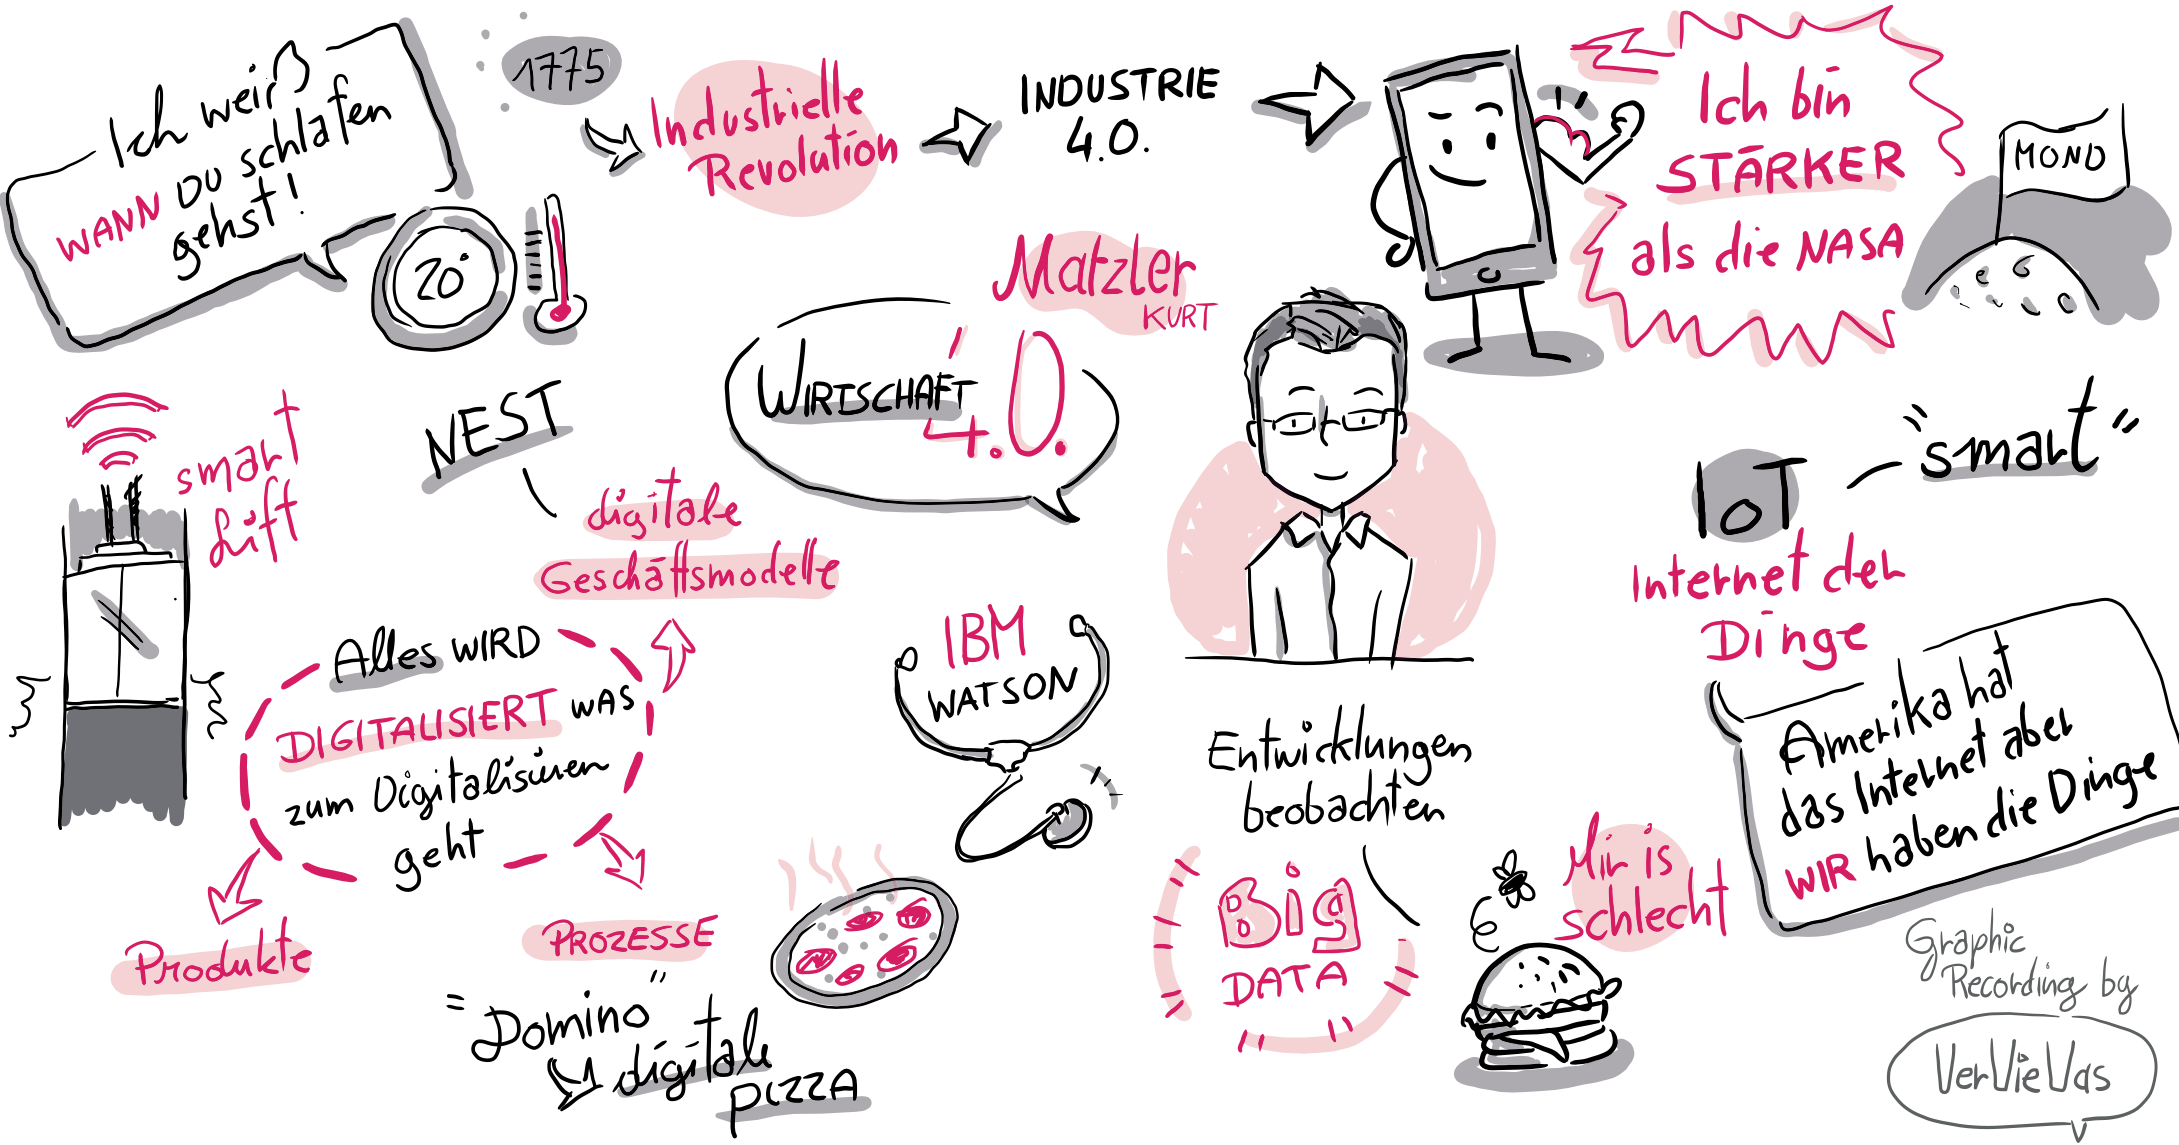 Ich weiß
WANN DU schlafen
gehst!
20°
1775
Industrielle
Revolution
INDUSTRIE
4.0.
Ich bin
STÄRKER
als die NASA
MOND
Matzler
KURT
WIRTSCHAFT
4.0.
NEST
digitale
Geschäftsmodelle
smart
Lift
Alles WIRD
DIGITALISIERT WAS
zum Digitalisieren
geht
Produkte
PROZESSE
"Domino"
digitale
PIZZA
IBM
WATSON
Entwicklungen
beobachten
Big
DATA
Mir is
schlecht
IoT
"smart"
Internet der
Dinge
Amerika hat
das Internet aber
WIR haben die Dinge
Graphic
Recording by
VerVieVas